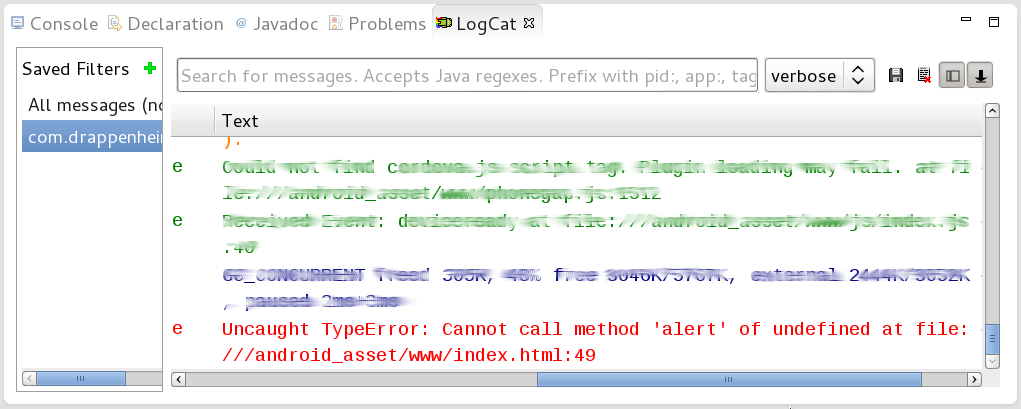 Console Declaration @ Javadoc Problems LogCat
Saved Filters
Search for messages. Accepts Java regexes. Prefix with pid:, app:, tag
verbose
All messages (no
com.drappenhei
Text
).
e Could not find cordova.js script tag. Plugin loading may fail. at fi
le:///android_asset/www/phonegap.js:1512
e Received Event: deviceready at file:///android_asset/www/js/index.js
:40
GC_CONCURRENT freed 305K, 48% free 3046K/5767K, external
, paused 2ms+3ms
e Uncaught TypeError: Cannot call method 'alert' of undefined at file:
///android_asset/www/index.html:49